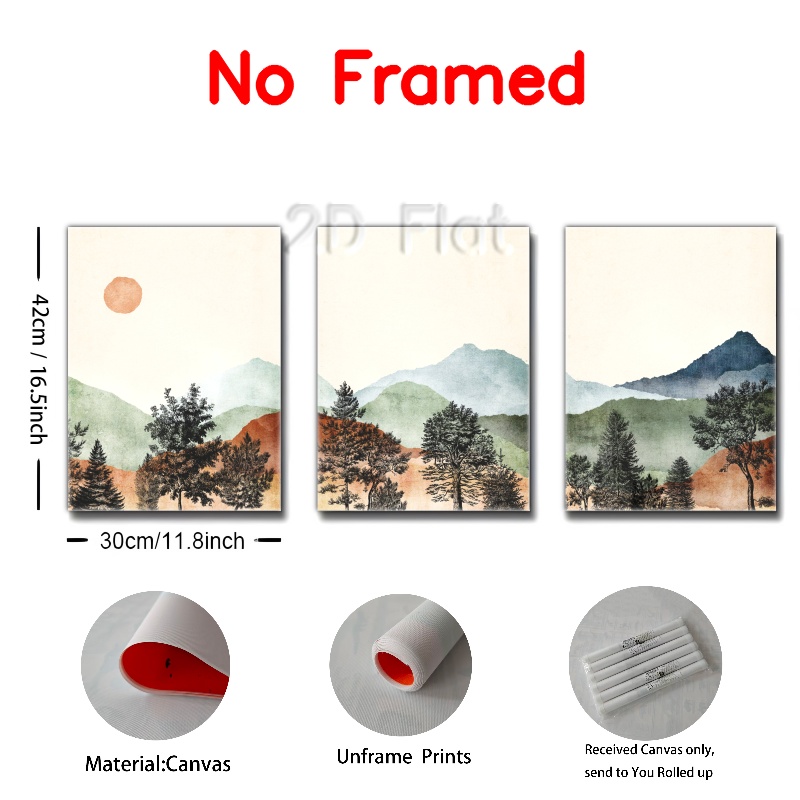 No Framed
2D Flat
42cm / 16.5inch
30cm/11.8inch
Material:Canvas
Unframe Prints
Received Canvas only,
send to You Rolled up